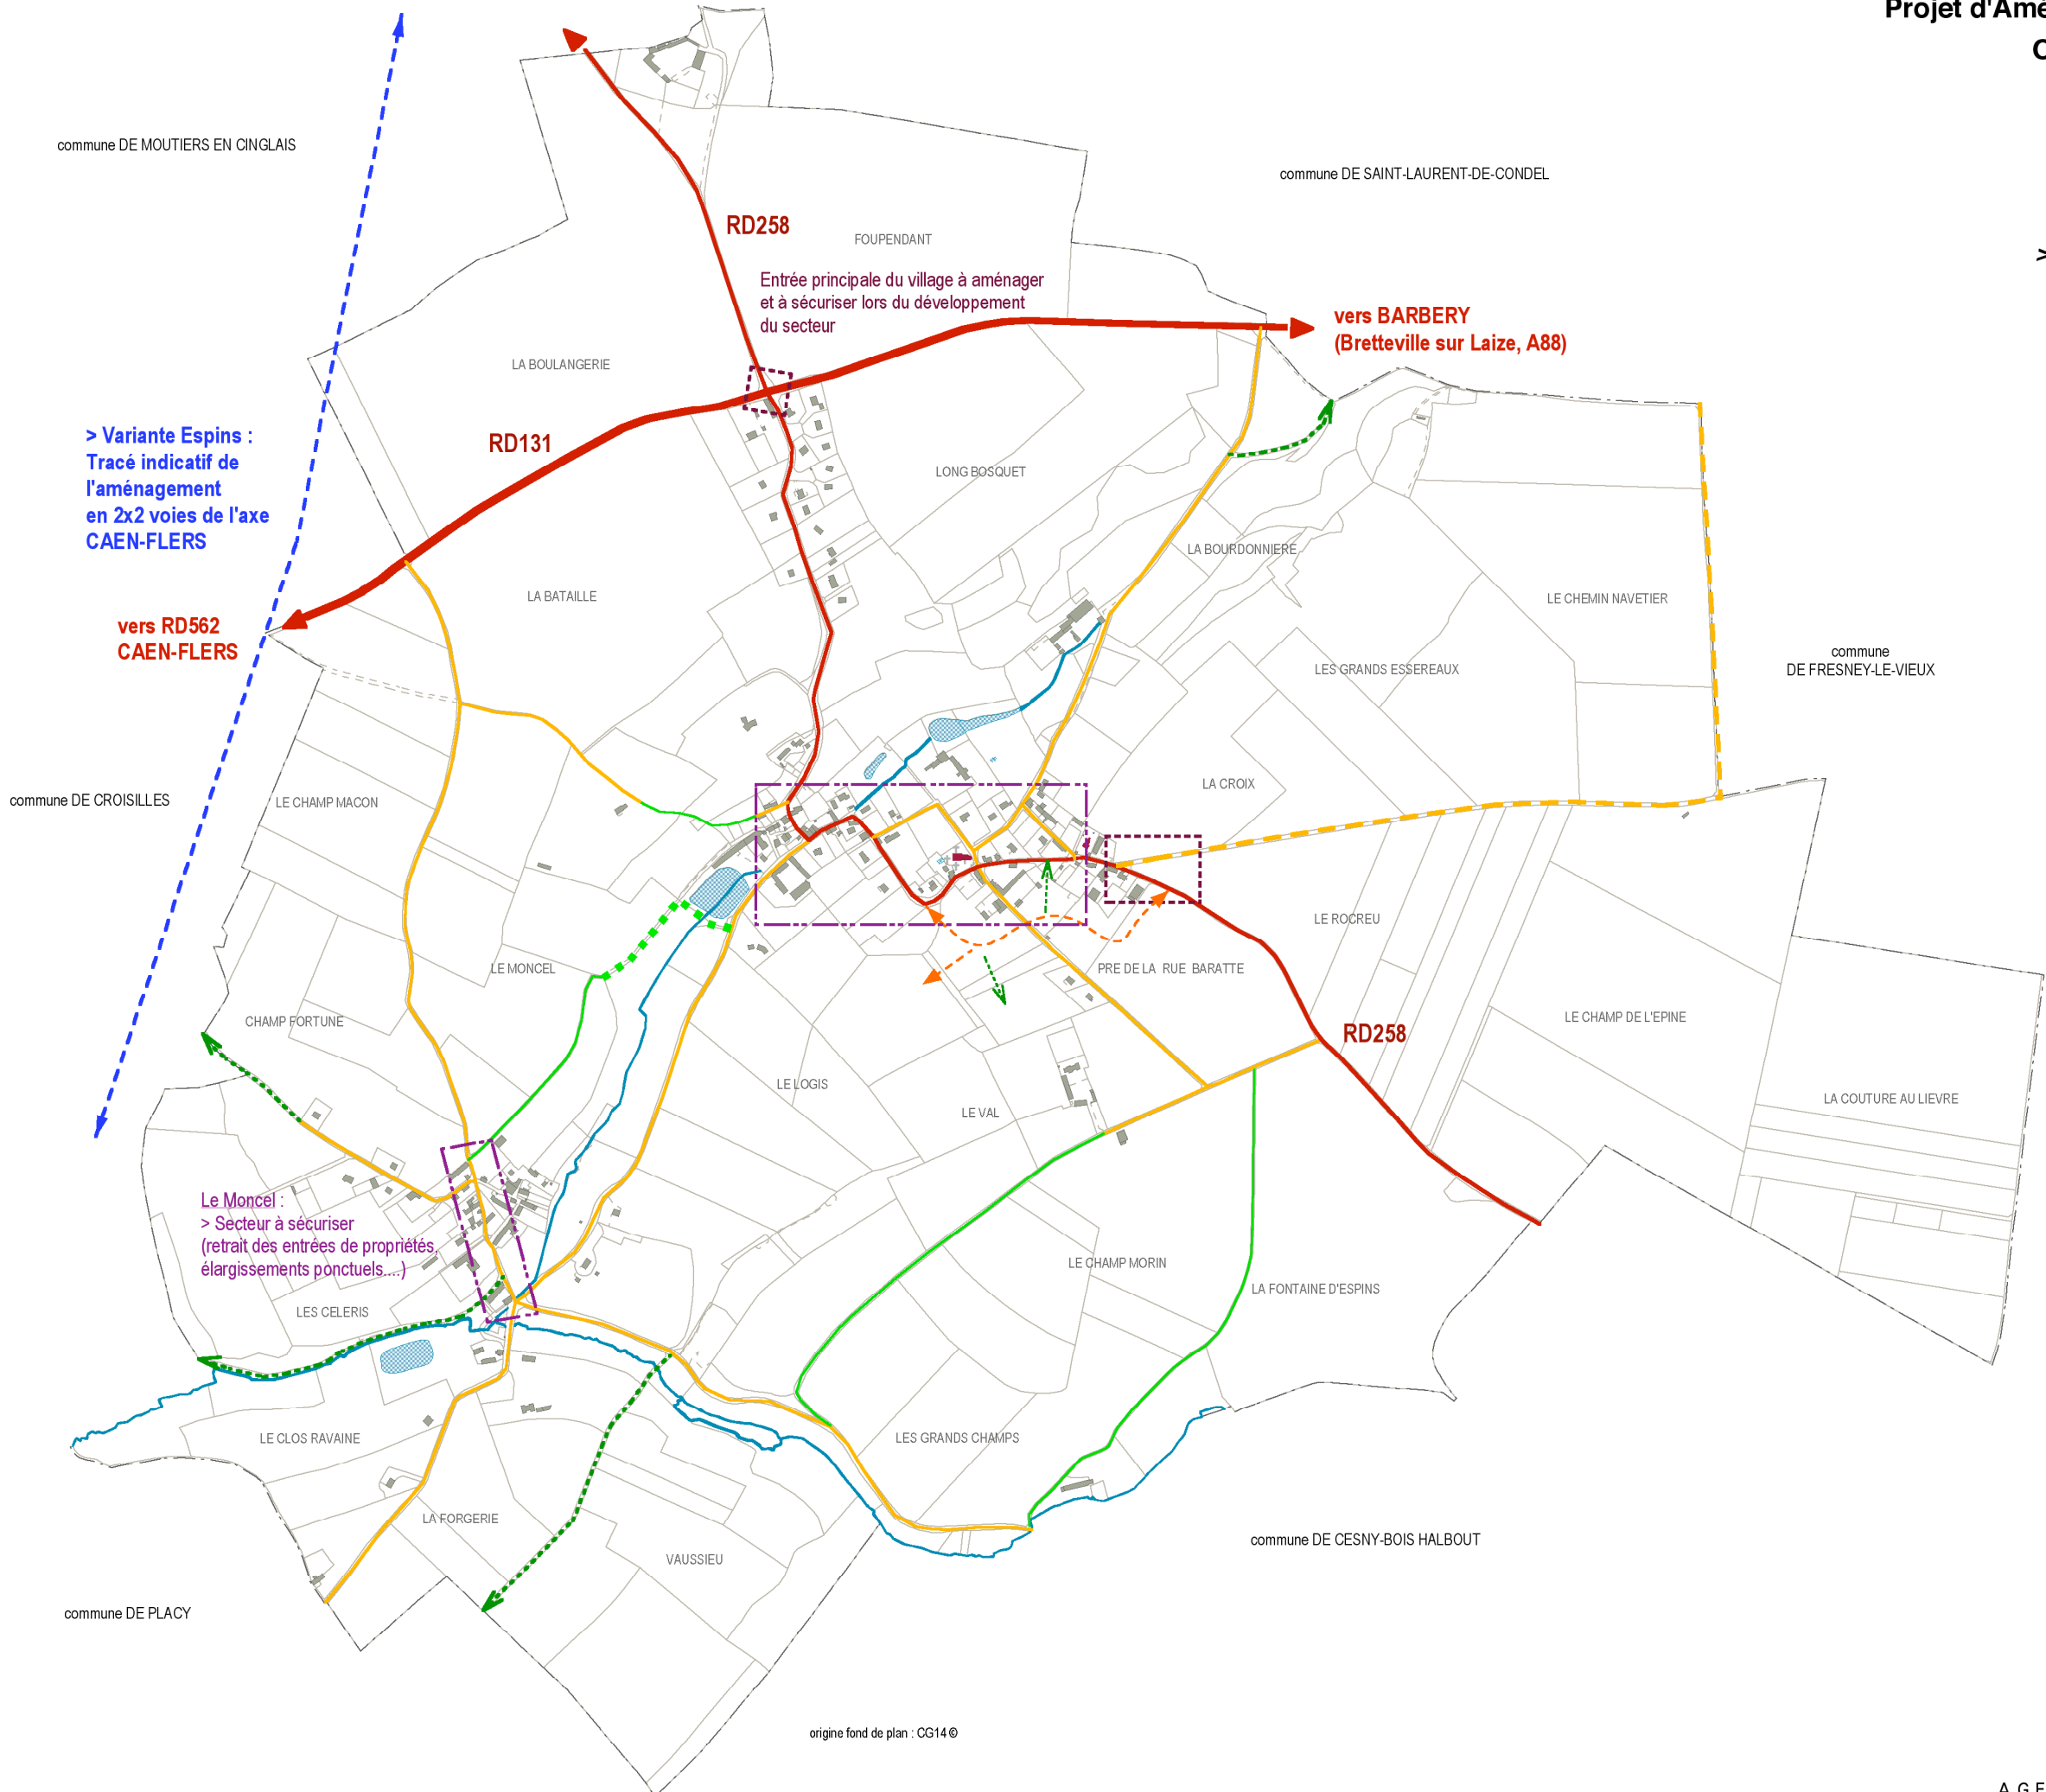 Projet d'Amé
C
>
commune DE MOUTIERS EN CINGLAIS
commune DE SAINT-LAURENT-DE-CONDEL
RD258
FOUPENDANT
Entrée principale du village à aménager
et à sécuriser lors du développement
du secteur
vers BARBERY
(Bretteville sur Laize, A88)
LA BOULANGERIE
> Variante Espins :
Tracé indicatif de
l'aménagement
en 2x2 voies de l'axe
CAEN-FLERS
RD131
LONG BOSQUET
LA BOURDONNIERE
LA BATAILLE
LE CHEMIN NAVETIER
vers RD562
CAEN-FLERS
LES GRANDS ESSEREAUX
commune
DE FRESNEY-LE-VIEUX
commune DE CROISILLES
LE CHAMP MACON
LA CROIX
LE ROCREU
LE MONCEL
PRE DE LA RUE BARATTE
CHAMP FORTUNE
LE CHAMP DE L'EPINE
RD258
LE LOGIS
LE VAL
LA COUTURE AU LIEVRE
Le Moncel :
> Secteur à sécuriser
(retrait des entrées de propriétés,
élargissements ponctuels....)
LE CHAMP MORIN
LA FONTAINE D'ESPINS
LES CELERIS
LE CLOS RAVAINE
LES GRANDS CHAMPS
LA FORGERIE
VAUSSIEU
commune DE CESNY-BOIS HALBOUT
commune DE PLACY
origine fond de plan : CG14 ©
A G E